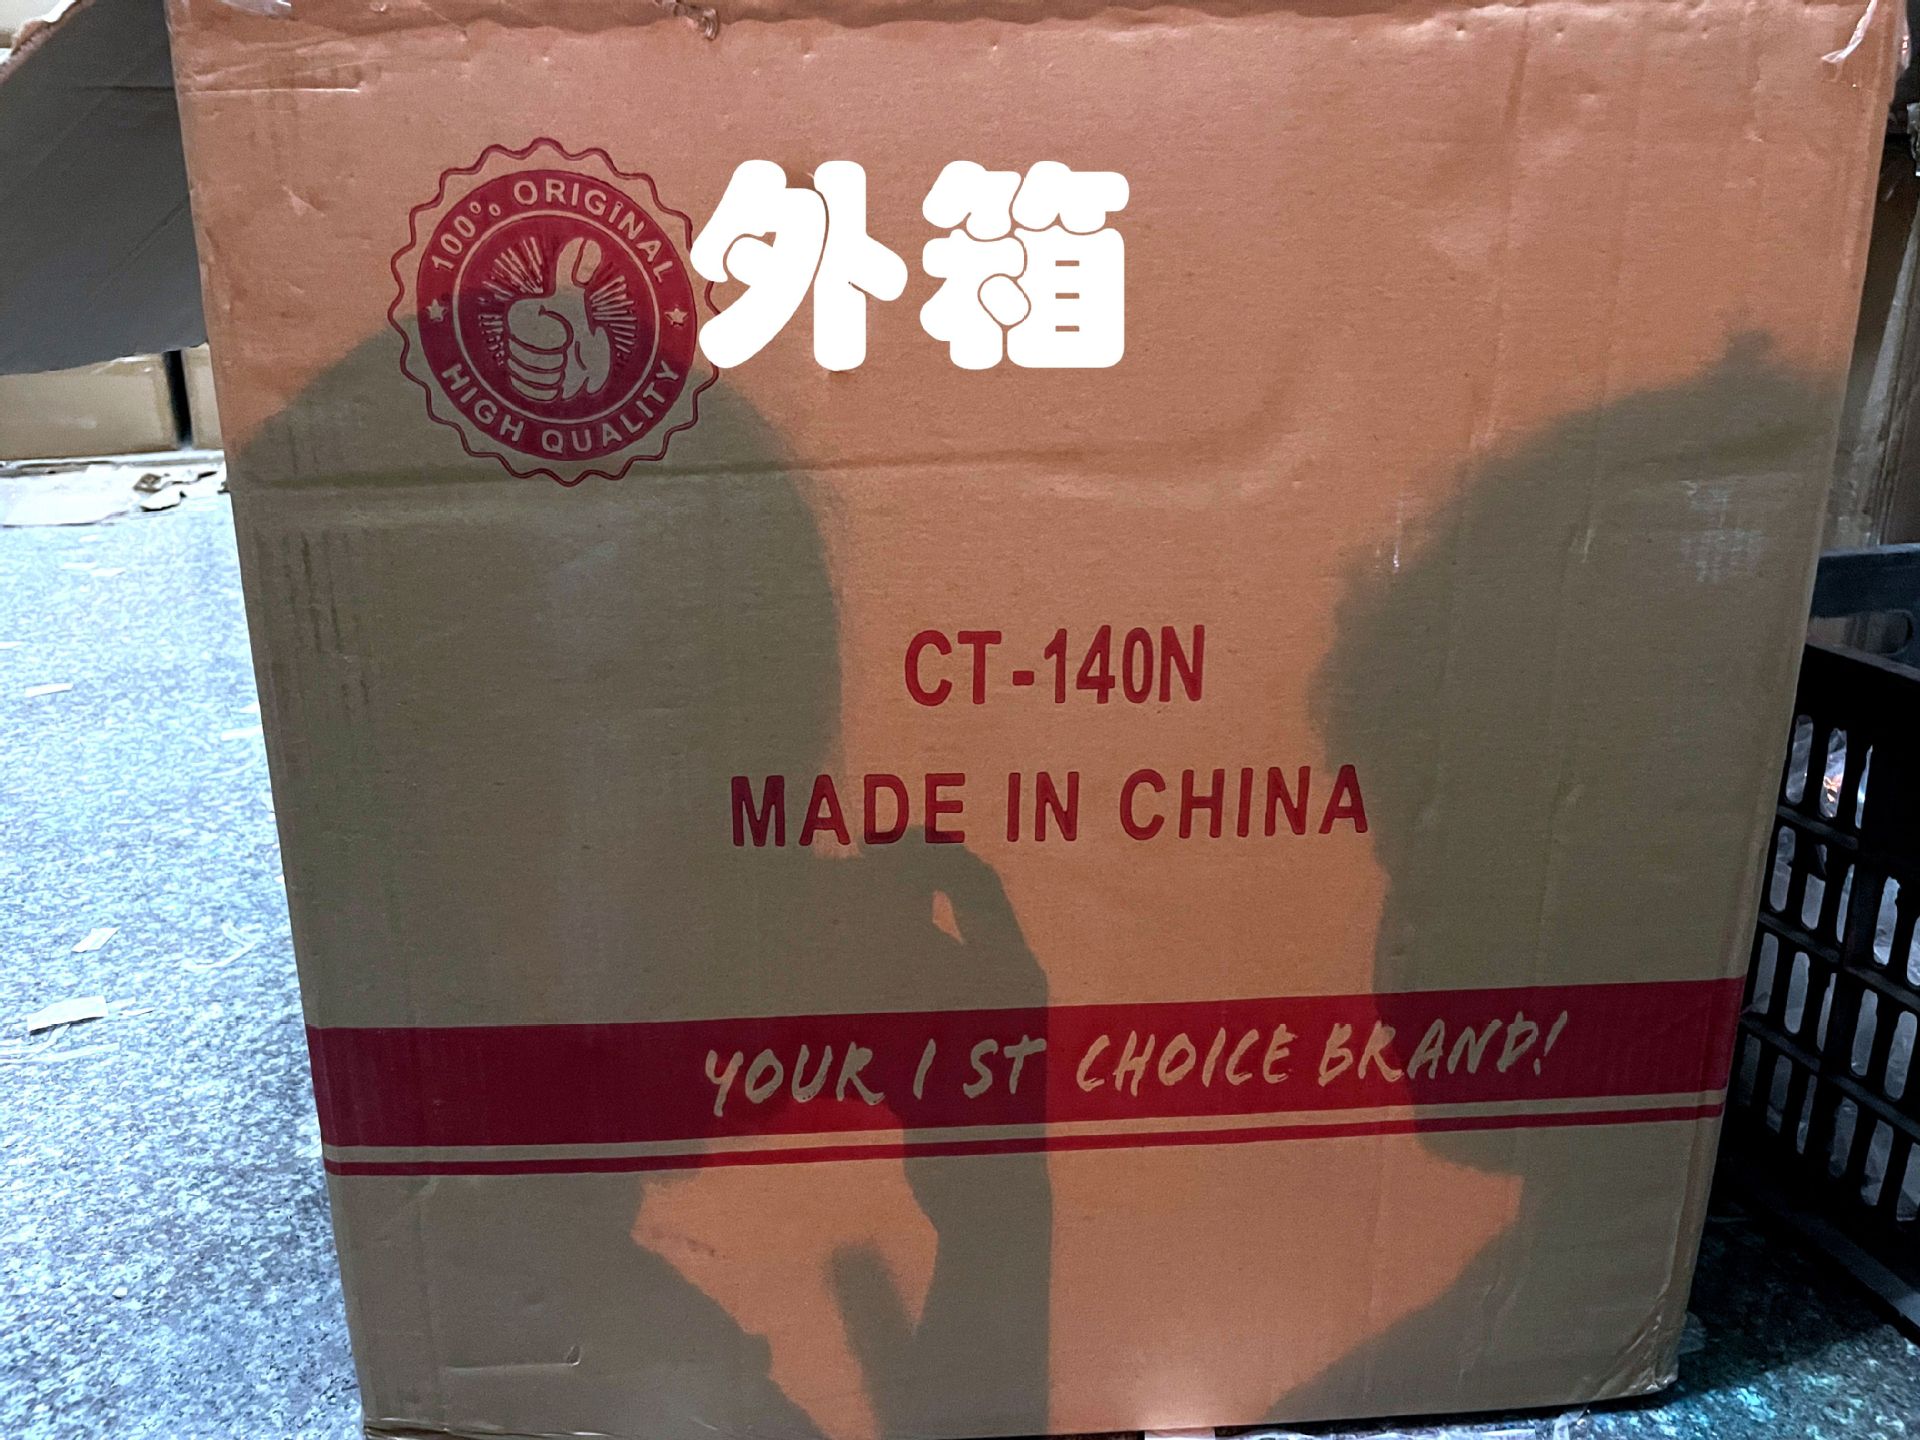 100% ORIGINAL
HIGH QUALITY
外箱
CT-140N
MADE IN CHINA
YOUR 1 ST CHOICE BRAND!